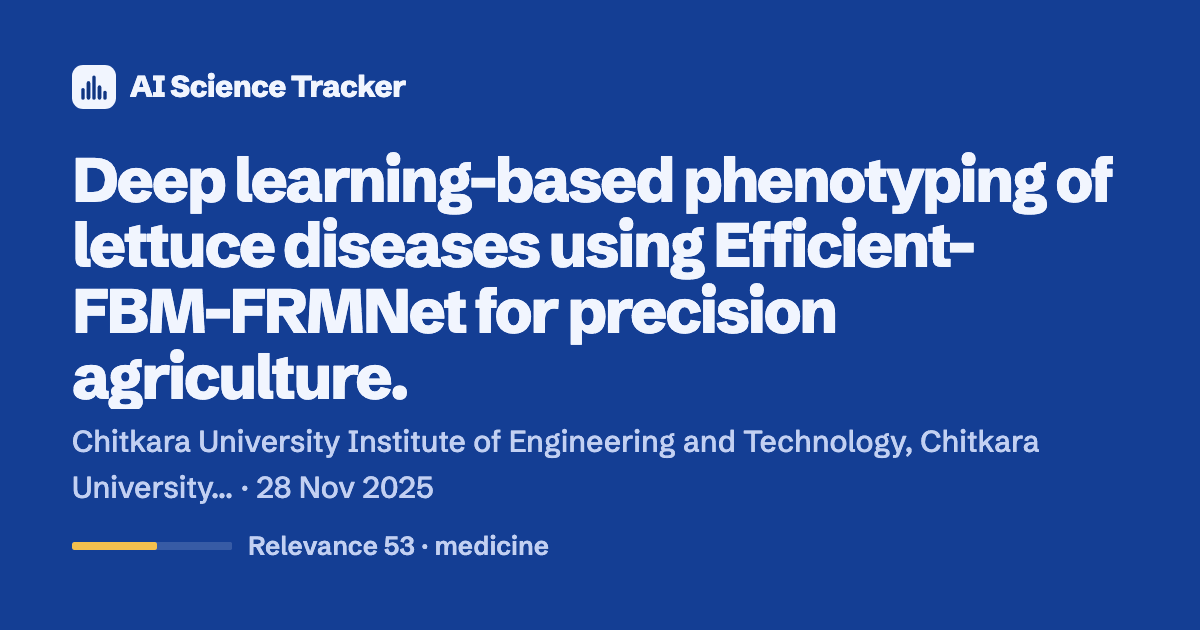 AI Science Tracker
Deep learning-based phenotyping of
lettuce diseases using Efficient-
FBM-FRMNet for precision
agriculture.
Chitkara University Institute of Engineering and Technology, Chitkara
University... · 28 Nov 2025
Relevance 53 · medicine